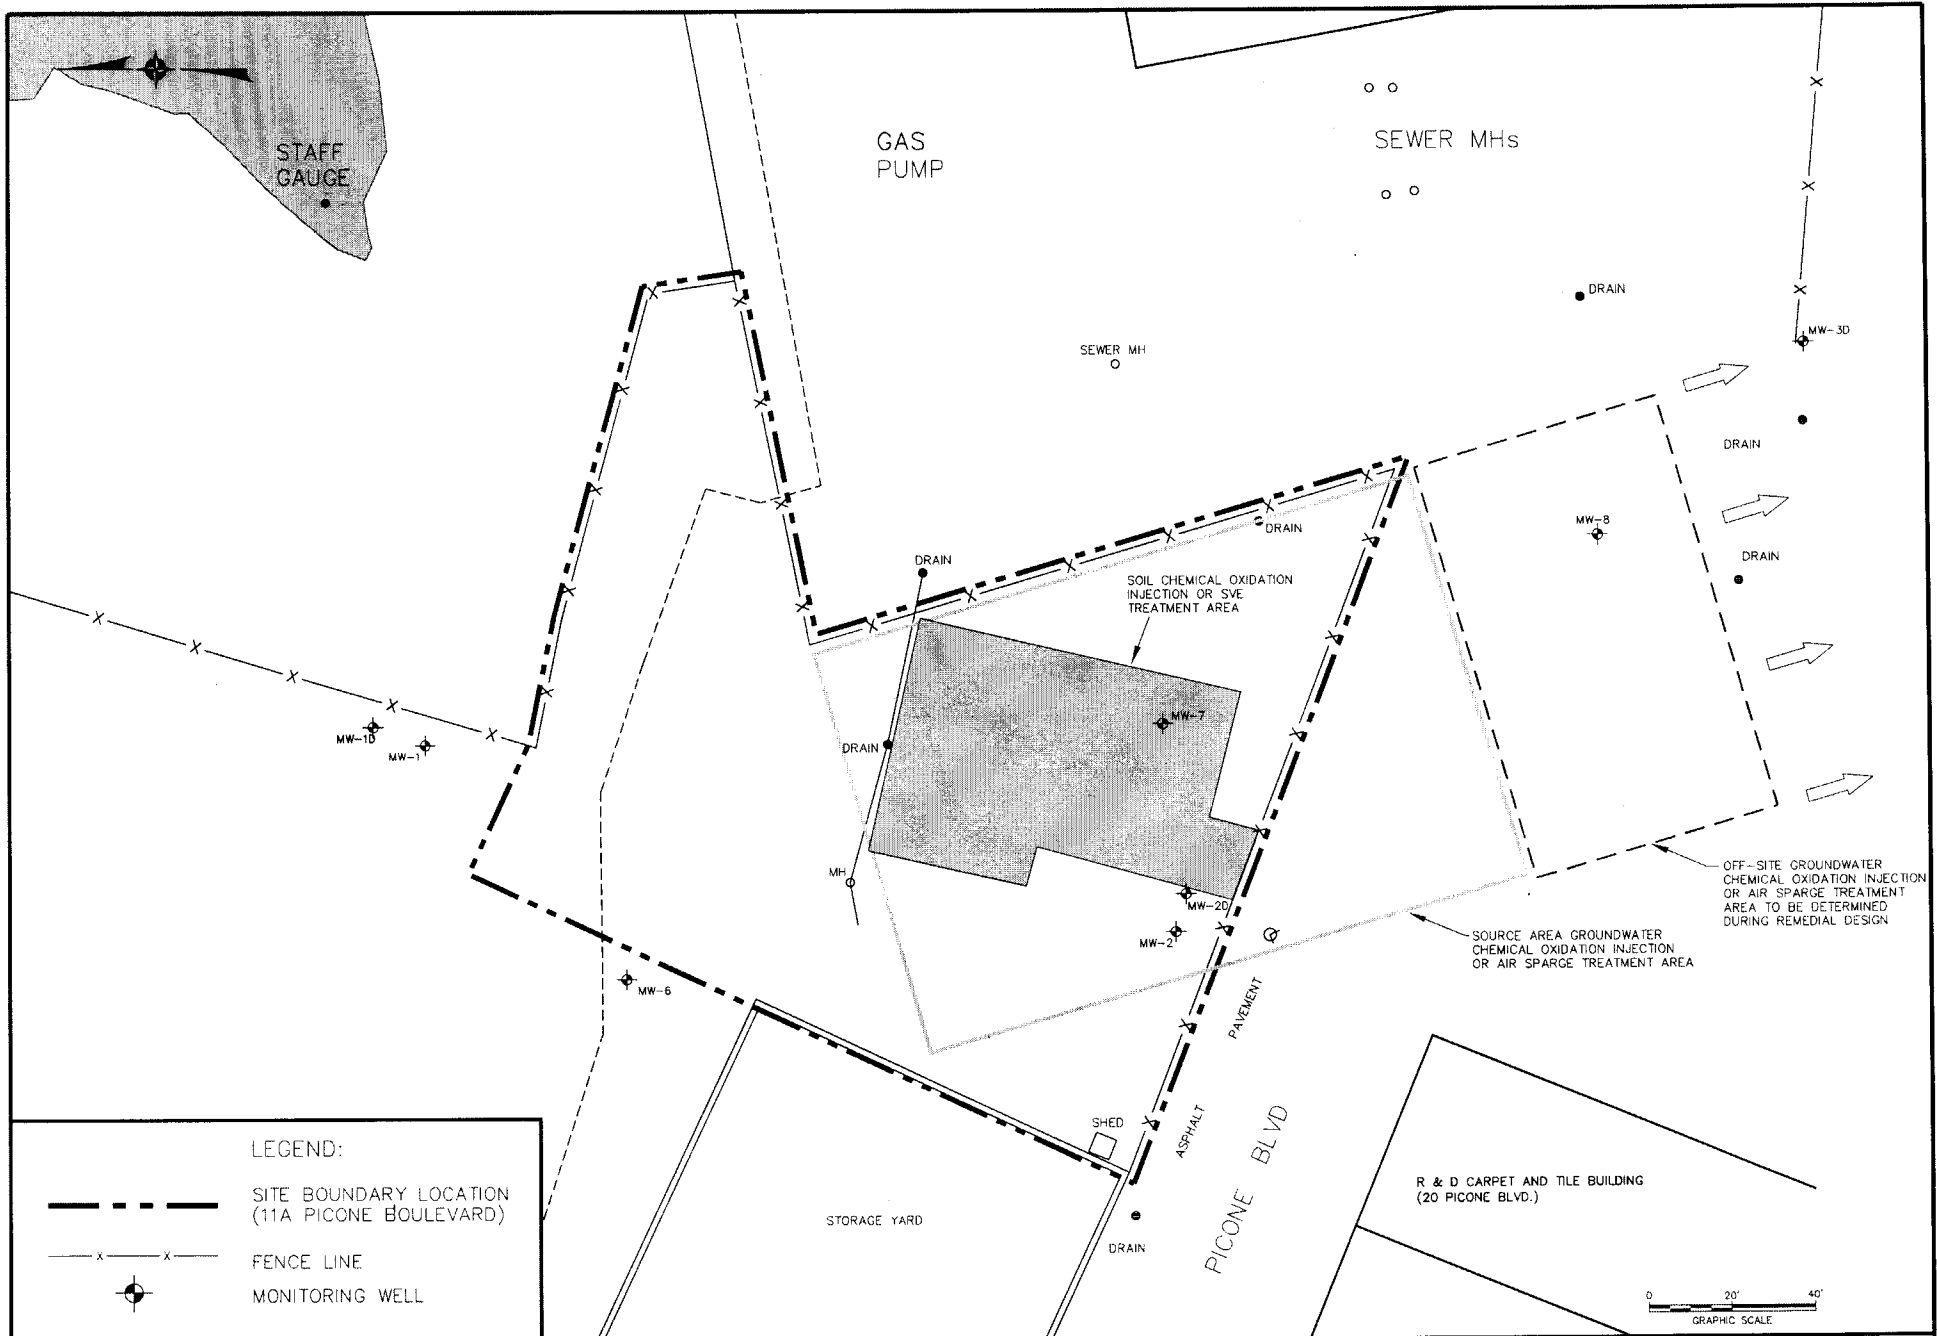 STAFF
GAUGE
GAS
PUMP
SEWER MHs
DRAIN
MW-3D
SEWER MH
DRAIN
MW-8
DRAIN
DRAIN
DRAIN
SOIL CHEMICAL OXIDATION
INJECTION OR SVE
TREATMENT AREA
MW-7
MW-1D
MW-1
DRAIN
MH
MW-2D
MW-2
OFF-SITE GROUNDWATER
CHEMICAL OXIDATION INJECTION
OR AIR SPARGE TREATMENT
AREA TO BE DETERMINED
DURING REMEDIAL DESIGN
SOURCE AREA GROUNDWATER
CHEMICAL OXIDATION INJECTION
OR AIR SPARGE TREATMENT AREA
MW-6
ASPHALT PAVEMENT
SHED
PICONE BLVD
STORAGE YARD
DRAIN
R & D CARPET AND TILE BUILDING
(20 PICONE BLVD.)
LEGEND:
SITE BOUNDARY LOCATION
(11A PICONE BOULEVARD)
FENCE LINE
MONITORING WELL
0 20' 40'
GRAPHIC SCALE